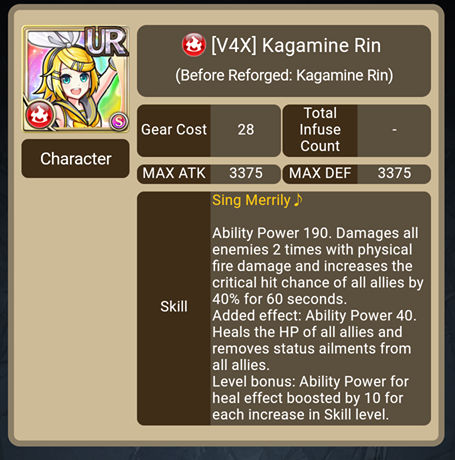 UR
[V4X] Kagamine Rin
(Before Reforged: Kagamine Rin)
S
Character
Gear Cost
28
Total
Infuse
Count
-
MAX ATK
3375
MAX DEF
3375
Skill
Sing Merrily♪
Ability Power 190. Damages all
enemies 2 times with physical
fire damage and increases the
critical hit chance of all allies by
40% for 60 seconds.
Added effect: Ability Power 40.
Heals the HP of all allies and
removes status ailments from
all allies.
Level bonus: Ability Power for
heal effect boosted by 10 for
each increase in Skill level.